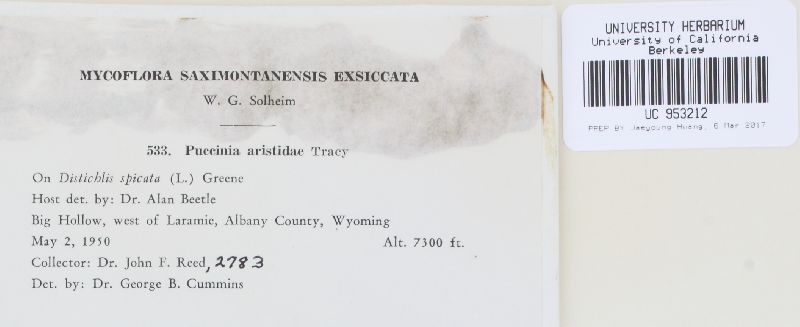 MYCOFLORA SAXIMONTANENSIS EXSICCATA
W. G. Solheim
533. Puccinia aristidae Tracy
On Distichlis spicata (L.) Greene
Host det. by: Dr. Alan Beetle
Big Hollow, west of Laramie, Albany County, Wyoming
May 2, 1950 Alt. 7300 ft.
Collector: Dr. John F. Reed, 2783
Det. by: Dr. George B. Cummins
UNIVERSITY HERBARIUM
University of California
Berkeley
UC 953212
PREP BY Jaeyoung Huang, 6 Mar 2017